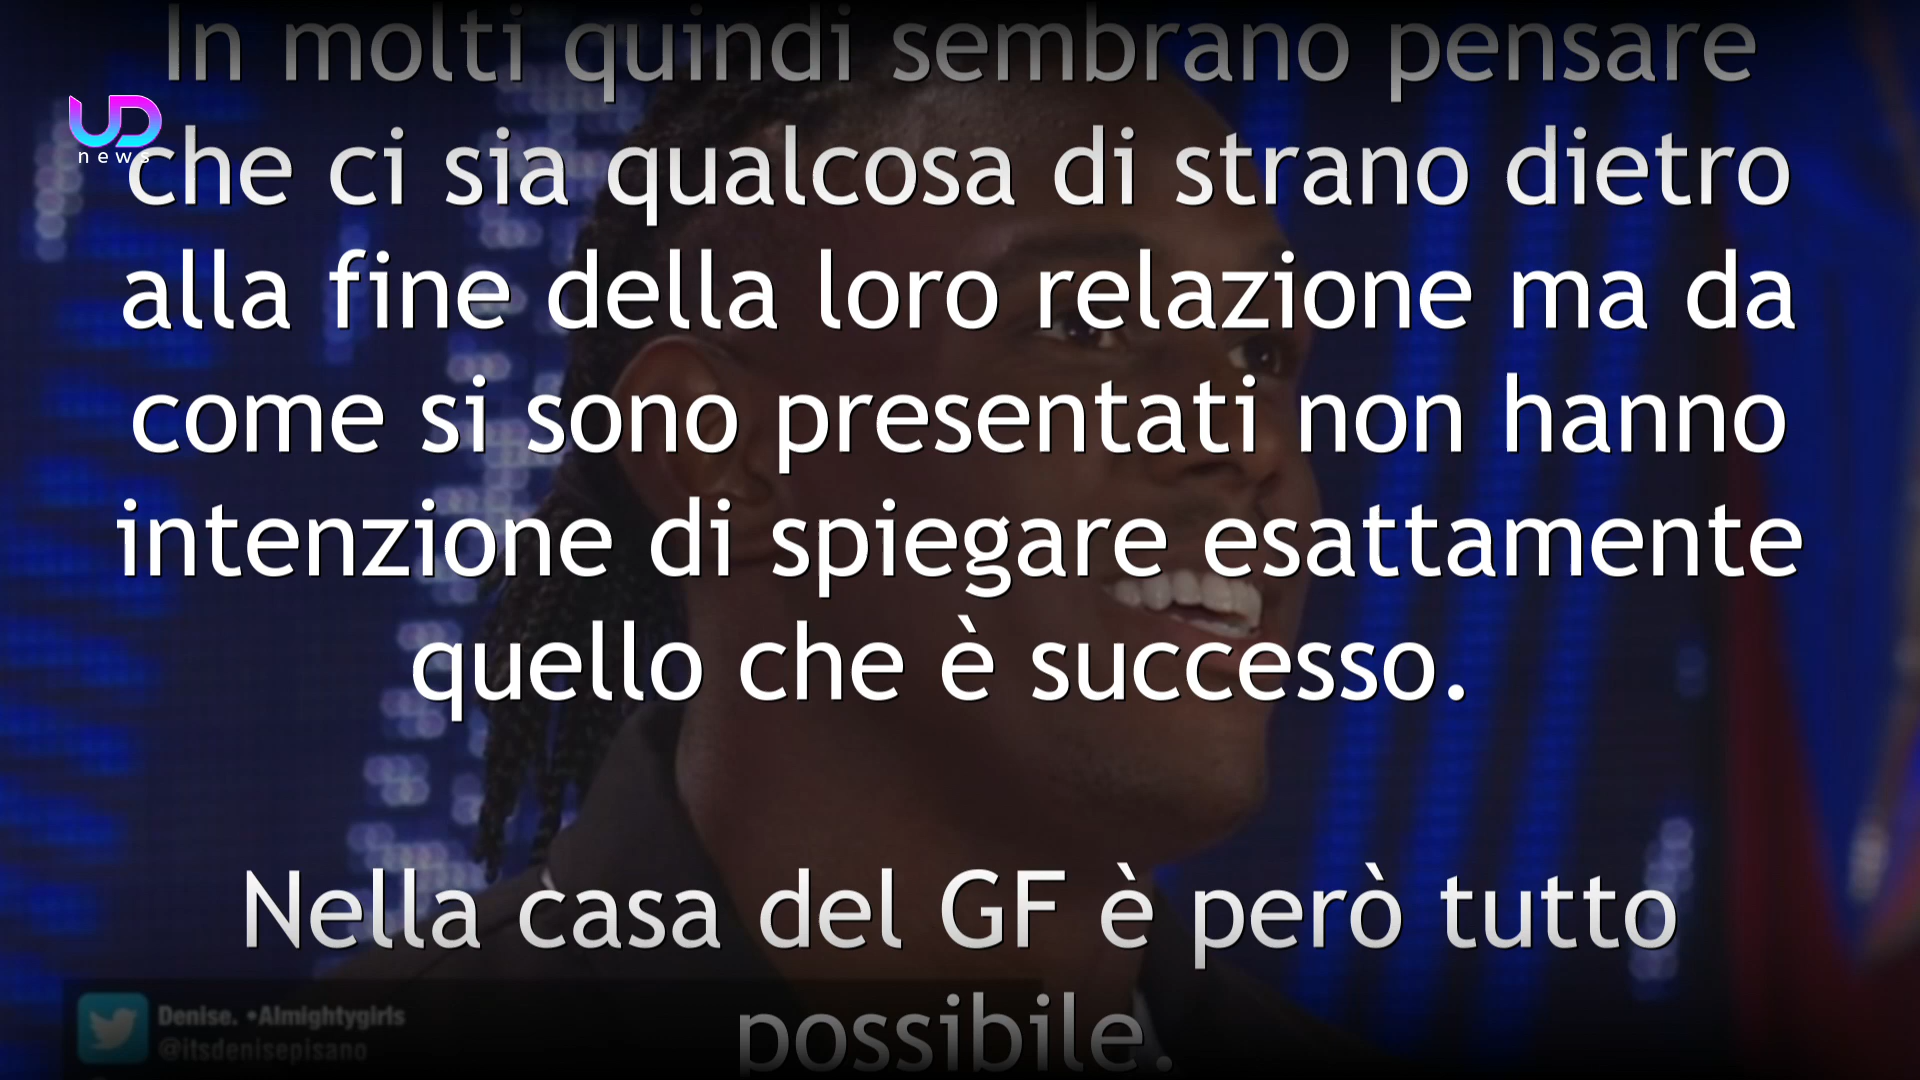 In molti quindi sembrano pensare
UD
news
che ci sia qualcosa di strano dietro
alla fine della loro relazione ma da
come si sono presentati non hanno
intenzione di spiegare esattamente
quello che è successo.
Nella casa del GF è però tutto
possibile.
Denise. •Almightygirls
@itsdenisepisano